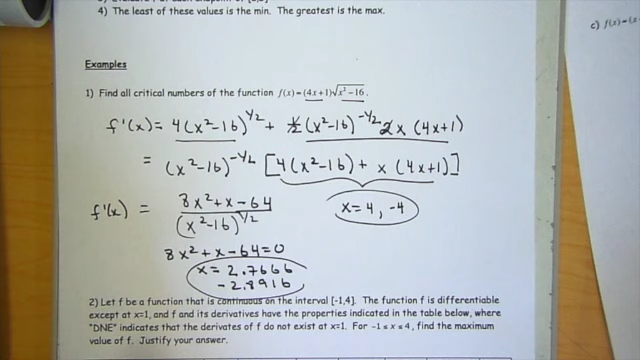 4) The least of these values is the min. The greatest is the max.
c) f(x)=
Examples
1) Find all critical numbers of the function f(x)=(4x+1)√(x²-16).
f'(x) = 4(x²-16)^1/2 + 1/2(x²-16)^-1/2 2x (4x+1)
= (x²-16)^-1/2 [4(x²-16) + x (4x+1)]
f'(x) = (8x²+x-64)/(x²-16)^1/2
x=4, -4
8x²+x-64=0
x= 2.7666
-2.8916
2) Let f be a function that is continuous on the interval [-1,4]. The function f is differentiable
except at x=1, and f and its derivatives have the properties indicated in the table below, where
"DNE" indicates that the derivates of f do not exist at x=1. For -1 ≤ x ≤ 4, find the maximum
value of f. Justify your answer.